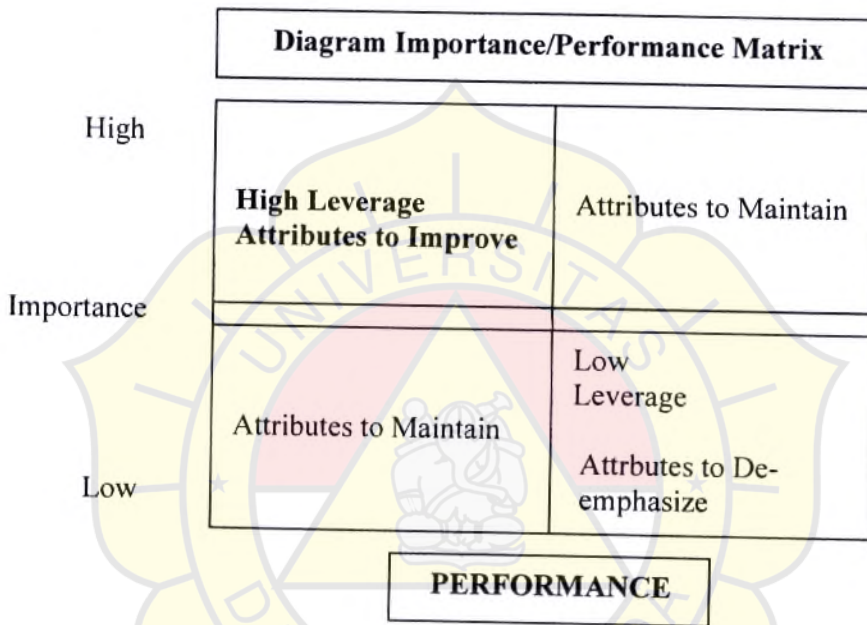 Diagram Importance/Performance Matrix
High
High Leverage
Attributes to Improve
Attributes to Maintain
Importance
Low
Leverage
Attributes to Maintain
Attrbutes to De-
emphasize
Low
PERFORMANCE
UNIVERSITAS